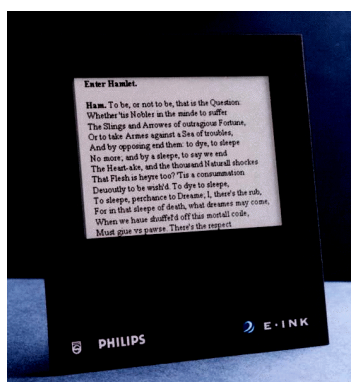 Enter Hamlet.
Ham. To be, or not to be, that is the Question:
Whether 'tis Nobler in the minde to suffer
The Slings and Arrowes of outragious Fortune,
Or to take Armes against a Sea of troubles,
And by opposing end them: to dye, to sleepe
No more; and by a sleepe, to say we end
The Heart-ake, and the thousand Naturall shockes
That Flesh is heyre too? 'Tis a consummation
Deuoutly to be wish'd. To dye to sleepe,
To sleepe, perchance to Dreame; I, there's the rub,
For in that sleepe of death, what dreames may come,
When we haue shuffel'd off this mortall coile,
Must giue vs pawse. There's the respect
PHILIPS
E·INK